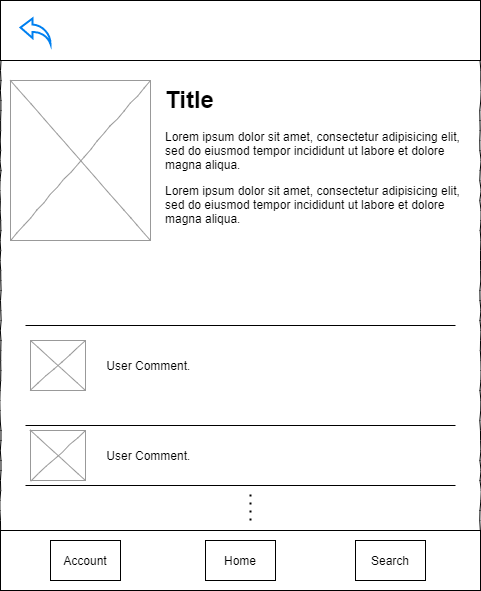 Title
Lorem ipsum dolor sit amet, consectetur adipisicing elit,
sed do eiusmod tempor incididunt ut labore et dolore
magna aliqua.
Lorem ipsum dolor sit amet, consectetur adipisicing elit,
sed do eiusmod tempor incididunt ut labore et dolore
magna aliqua.
User Comment.
User Comment.
Account
Home
Search